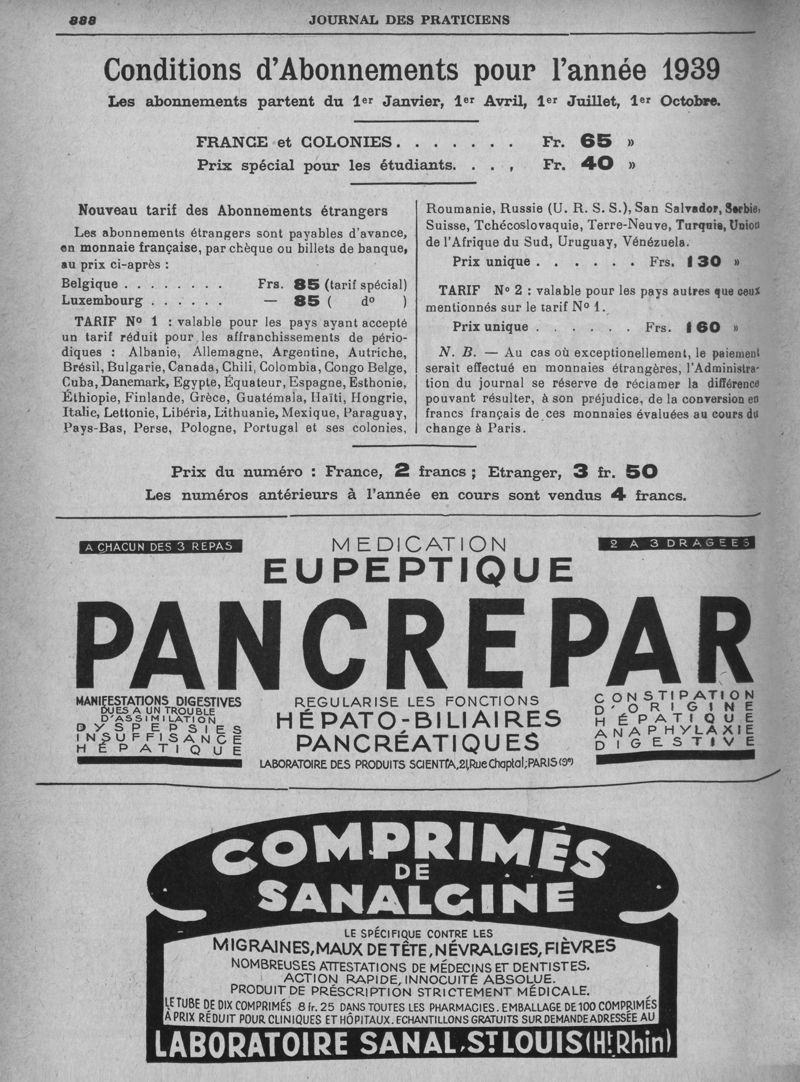 888 JOURNAL DES PRATICIENS
Conditions d'Abonnements pour l'année 1939
Les abonnements partent du 1er Janvier, 1er Avril, 1er Juillet, 1er Octobre.
FRANCE et COLONIES. . . . . . . Fr. 65 »
Prix spécial pour les étudiants. . . , Fr. 40 »
Nouveau tarif des Abonnements étrangers
Les abonnements étrangers sont payables d'avance,
en monnaie française, par chèque ou billets de banque,
au prix ci-après :
Belgique . . . . . . . . Frs. 85 (tarif spécial)
Luxembourg . . . . . . — 85 ( do )
TARIF No 1 : valable pour les pays ayant accepté
un tarif réduit pour les affranchissements de pério-
diques : Albanie, Allemagne, Argentine, Autriche,
Brésil, Bulgarie, Canada, Chili, Colombia, Congo Belge,
Cuba, Danemark, Egypte, Équateur, Espagne, Esthonie,
Éthiopie, Finlande, Grèce, Guatémala, Haïti, Hongrie,
Italie, Lettonie, Libéria, Lithuanie, Mexique, Paraguay,
Pays-Bas, Perse, Pologne, Portugal et ses colonies,
Roumanie, Russie (U. R. S. S.), San Salvador, Serbie,
Suisse, Tchécoslovaquie, Terre-Neuve, Turquie, Union
de l'Afrique du Sud, Uruguay, Vénézuela.
Prix unique . . . . . . Frs. 130 »
TARIF No 2 : valable pour les pays autres que ceux
mentionnés sur le tarif No 1.
Prix unique . . . . . . Frs. 160 »
N. B. — Au cas où exceptionellement, le paiement
serait effectué en monnaies étrangères, l'Administra-
tion du journal se réserve de réclamer la différence
pouvant résulter, à son préjudice, de la conversion en
francs français de ces monnaies évaluées au cours du
change à Paris.
Prix du numéro : France, 2 francs ; Etranger, 3 fr. 50
Les numéros antérieurs à l'année en cours sont vendus 4 francs.
A CHACUN DES 3 REPAS
MEDICATION
2 A 3 DRAGEES
EUPEPTIQUE
PANCREPAR
MANIFESTATIONS DIGESTIVES
DUES A UN TROUBLE
D'ASSIMILATION
DYSPEPSIES
INSUFFISANCE
HÉPATIQUE
REGULARISE LES FONCTIONS
HÉPATO-BILIAIRES
PANCRÉATIQUES
LABORATOIRE DES PRODUITS SCIENTIA, 21, Rue Chaptal; PARIS (9e)
CONSTIPATION
D'ORIGINE
HÉPATIQUE
ANAPHYLAXIE
DIGESTIVE
COMPRIMÉS
DE
SANALGINE
LE SPÉCIFIQUE CONTRE LES
MIGRAINES, MAUX DE TÊTE, NÉVRALGIES, FIÈVRES
NOMBREUSES ATTESTATIONS DE MÉDECINS ET DENTISTES.
ACTION RAPIDE, INNOCUITÉ ABSOLUE.
PRODUIT DE PRÉSCRIPTION STRICTEMENT MÉDICALE.
LE TUBE DE DIX COMPRIMÉS 8 fr. 25 DANS TOUTES LES PHARMACIES. EMBALLAGE DE 100 COMPRIMÉS
A PRIX RÉDUIT POUR CLINIQUES ET HÔPITAUX. ECHANTILLONS GRATUITS SUR DEMANDE ADRESSÉE AU
LABORATOIRE SANAL, ST LOUIS (Ht Rhin)